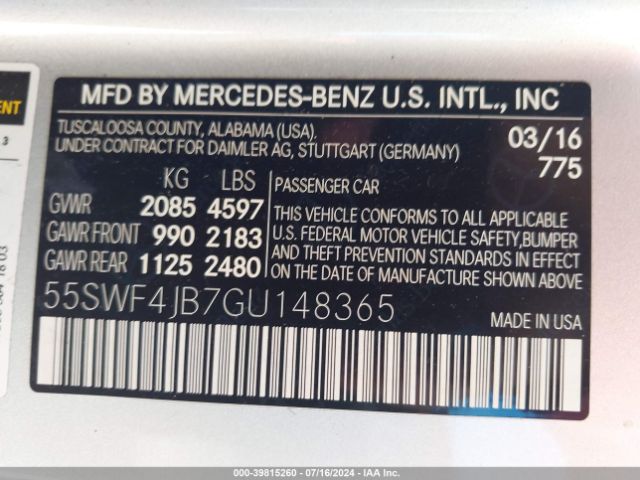 MFD BY MERCEDES-BENZ U.S. INTL., INC
TUSCALOOSA COUNTY, ALABAMA (USA). 03/16
UNDER CONTRACT FOR DAIMLER AG, STUTTGART (GERMANY) 775
KG LBS PASSENGER CAR
GVWR 2085 4597 THIS VEHICLE CONFORMS TO ALL APPLICABLE
GAWR FRONT 990 2183 U.S. FEDERAL MOTOR VEHICLE SAFETY,BUMPER
GAWR REAR 1125 2480 AND THEFT PREVENTION STANDARDS IN EFFECT ON THE DATE OF MANUFACTURE SHOWN ABOVE
55SWF4JB7GU148365
MADE IN USA
000-39815260 - 07/16/2024 - IAA Inc.